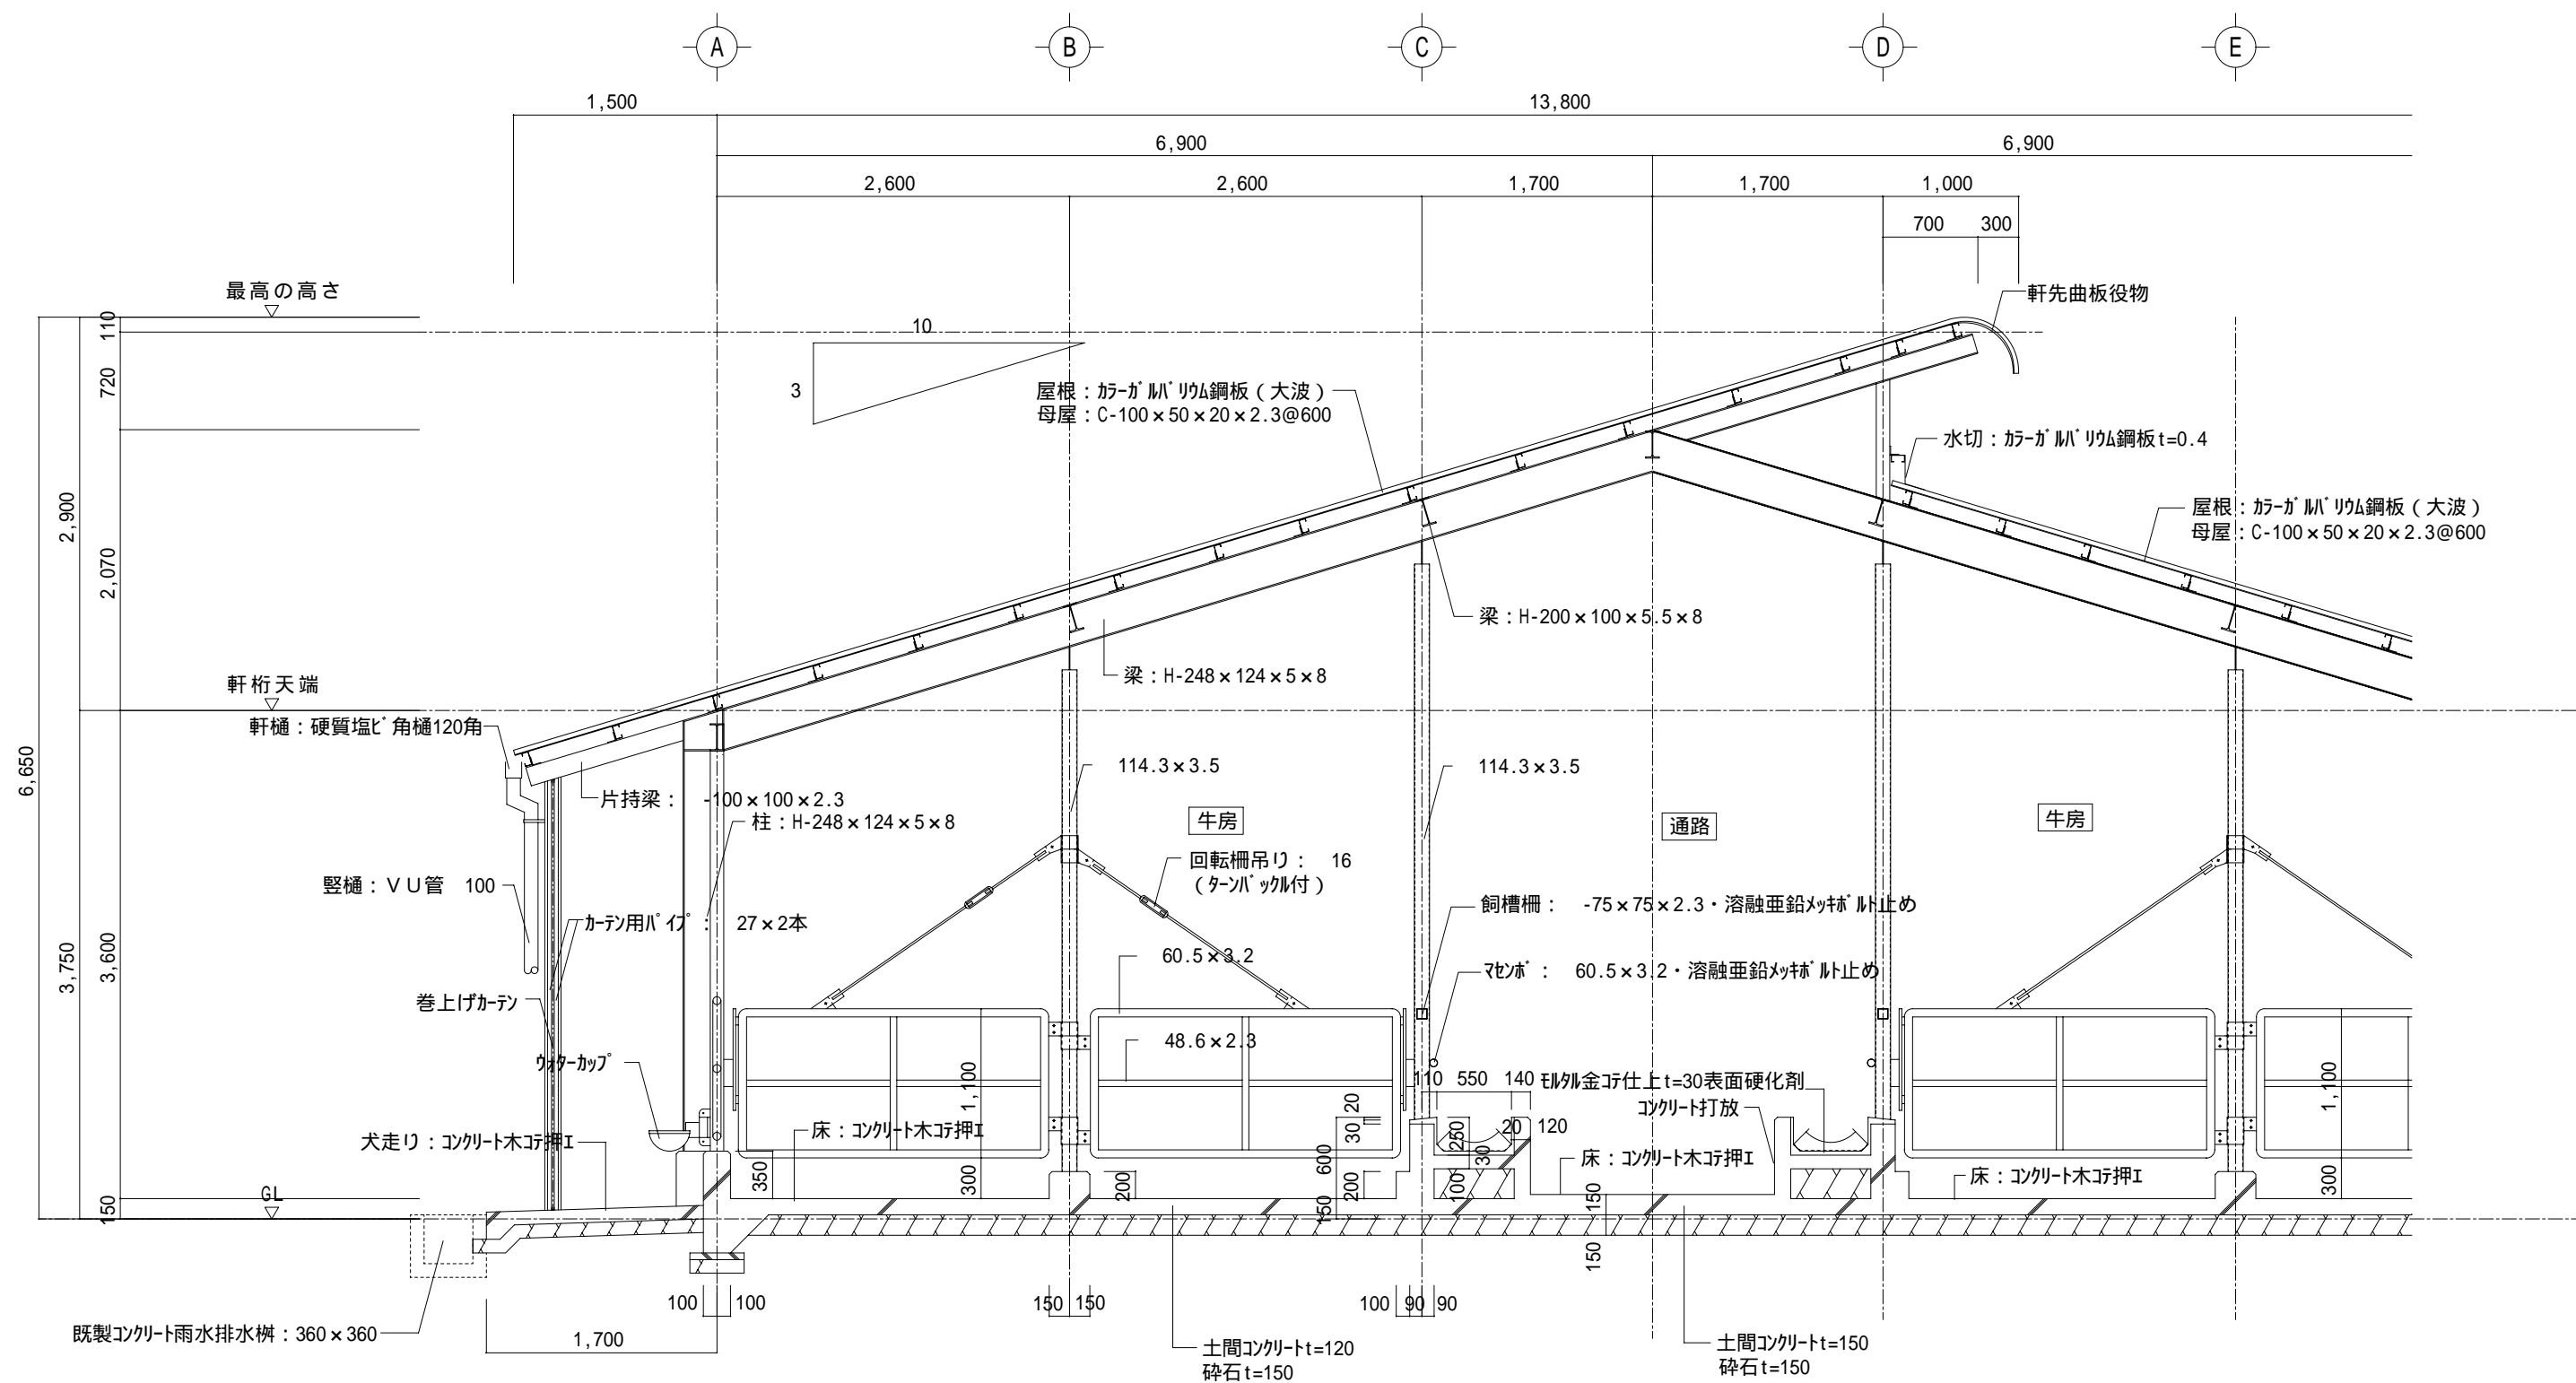 A
B
C
D
E
1,500
13,800
6,900
6,900
2,600
2,600
1,700
1,700
1,000
700
300
最高の高さ
軒先曲板役物
110
10
720
3
屋根：ｶﾗｰｶﾞﾙﾊﾞﾘｳﾑ鋼板（大波）
母屋：C-100×50×20×2.3@600
水切：ｶﾗｰｶﾞﾙﾊﾞﾘｳﾑ鋼板t=0.4
屋根：ｶﾗｰｶﾞﾙﾊﾞﾘｳﾑ鋼板（大波）
母屋：C-100×50×20×2.3@600
2,900
2,070
梁：H-200×100×5.5×8
梁：H-248×124×5×8
軒桁天端
軒樋：硬質塩ﾋﾞ角樋120角
6,650
114.3×3.5
114.3×3.5
片持梁：　-100×100×2.3
柱：H-248×124×5×8
牛房
通路
牛房
回転柵吊り：　16
（ﾀｰﾝﾊﾞｯｸﾙ付）
竪樋：ＶＵ管　100
ｶｰﾃﾝ用ﾊﾟｲﾌﾟ：　27×2本
飼槽柵：　-75×75×2.3・溶融亜鉛ﾒｯｷﾎﾞﾙﾄ止め
3,750
3,600
60.5×3.2
ﾏｾﾝﾎﾞ：　60.5×3.2・溶融亜鉛ﾒｯｷﾎﾞﾙﾄ止め
巻上げｶｰﾃﾝ
48.6×2.3
ｳｫﾀｰｶｯﾌﾟ
1,100
110
550
140
ﾓﾙﾀﾙ金ｺﾃ仕上t=30表面硬化剤
1,100
20
30
ｺﾝｸﾘｰﾄ打放
犬走り：ｺﾝｸﾘｰﾄ木ｺﾃ押ｴ
床：ｺﾝｸﾘｰﾄ木ｺﾃ押ｴ
250
20
120
30
600
床：ｺﾝｸﾘｰﾄ木ｺﾃ押ｴ
床：ｺﾝｸﾘｰﾄ木ｺﾃ押ｴ
350
300
200
200
100
300
GL
150
150
150
150
100
100
150
150
100
90
90
既製ｺﾝｸﾘｰﾄ雨水排水桝：360×360
1,700
土間ｺﾝｸﾘｰﾄt=120
砕石t=150
土間ｺﾝｸﾘｰﾄt=150
砕石t=150